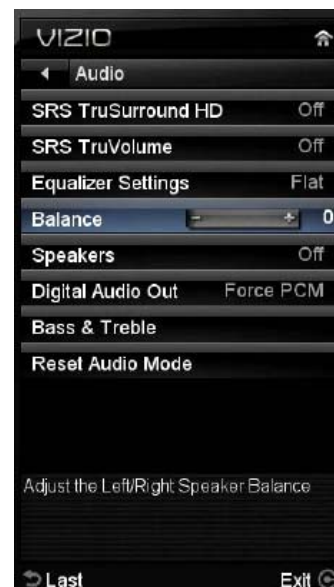 VIZIO
Audio
SRS TruSurround HD Off
SRS TruVolume Off
Equalizer Settings Flat
Balance - + 0
Speakers Off
Digital Audio Out Force PCM
Bass & Treble
Reset Audio Mode
Adjust the Left/Right Speaker Balance
Last Exit